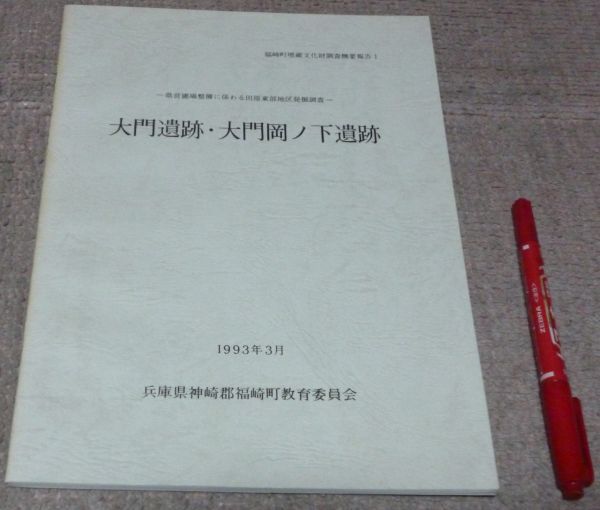 福崎町埋蔵文化財調査概要報告1
―県営圃場整備に係わる田原東部地区発掘調査―
大門遺跡・大門岡ノ下遺跡
1993年3月
兵庫県神崎郡福崎町教育委員会
ZEBRA